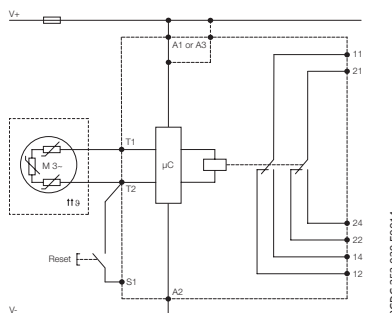 V+
A1 or A3
11
21
T1
M 3~
µC
T2
↑↑ϑ
24
22
Reset
14
S1
12
A2
V-